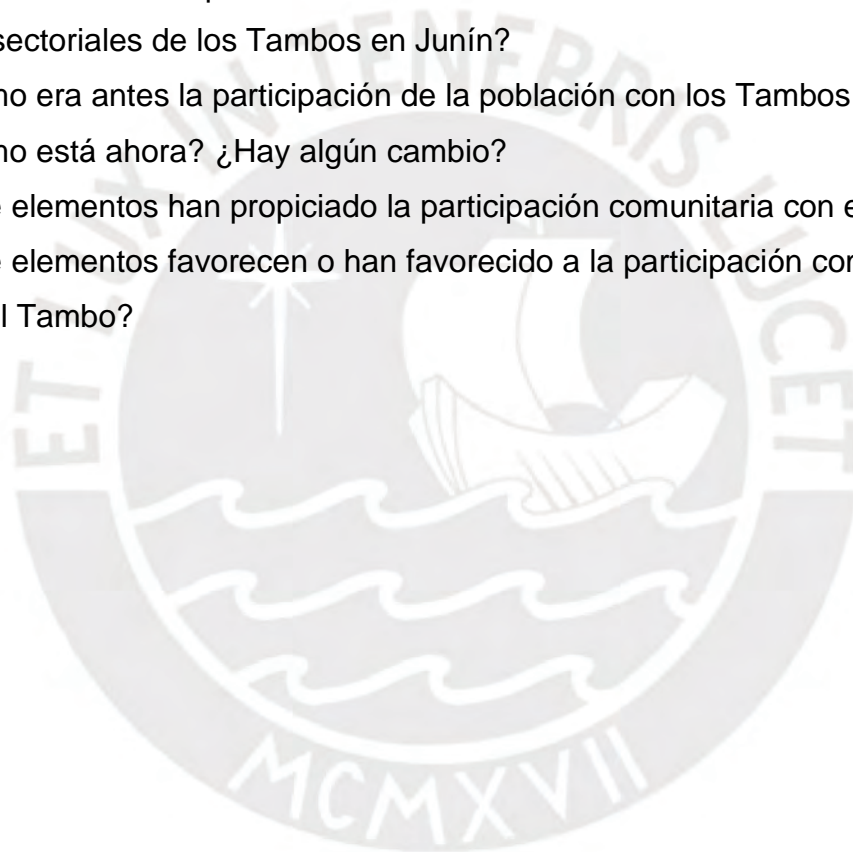 sectoriales de los Tambos en Junín?
no era antes la participación de la población con los Tambos
no está ahora? ¿Hay algún cambio?
elementos han propiciado la participación comunitaria con e
elementos favorecen o han favorecido a la participación cor
l Tambo?
ET LUX IN TENEBRIS LUCET
MCMXVII